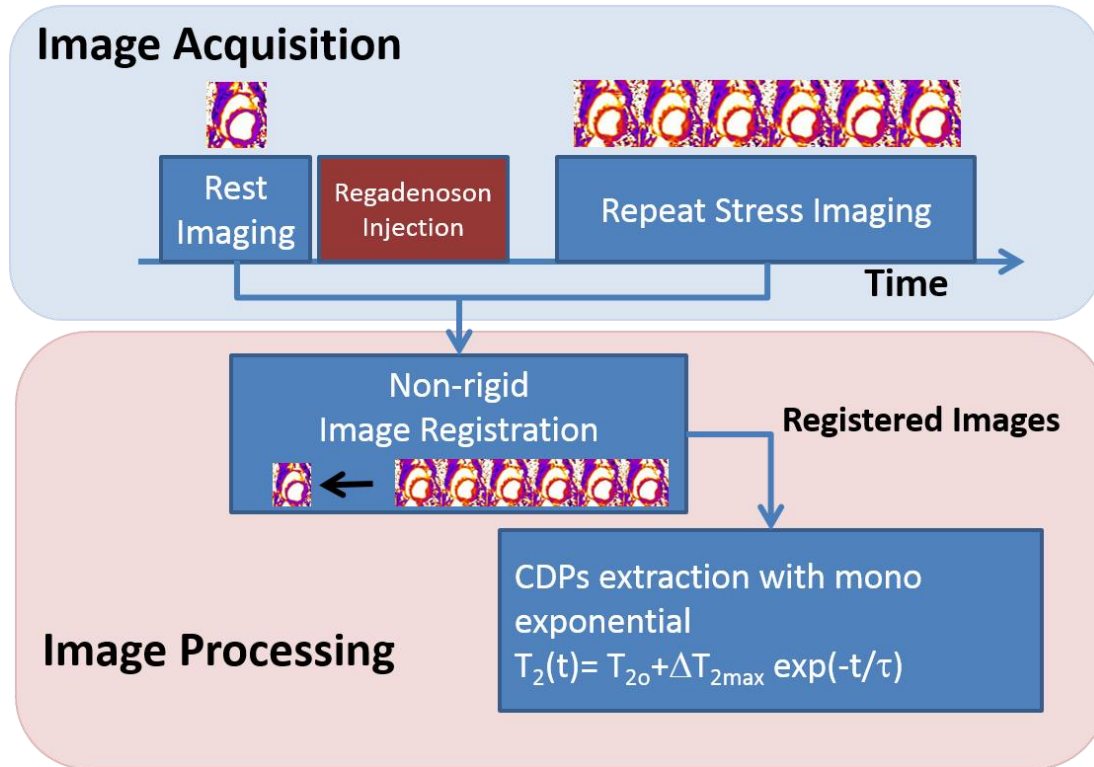 Image Acquisition
Rest
Imaging
Regadenoson
Injection
Repeat Stress Imaging
Time
Non-rigid
Image Registration
Registered Images
CDPs extraction with mono
exponential
T₂(t)= T₂ₒ+ΔT₂ₘₐₓ exp(-t/τ)
Image Processing